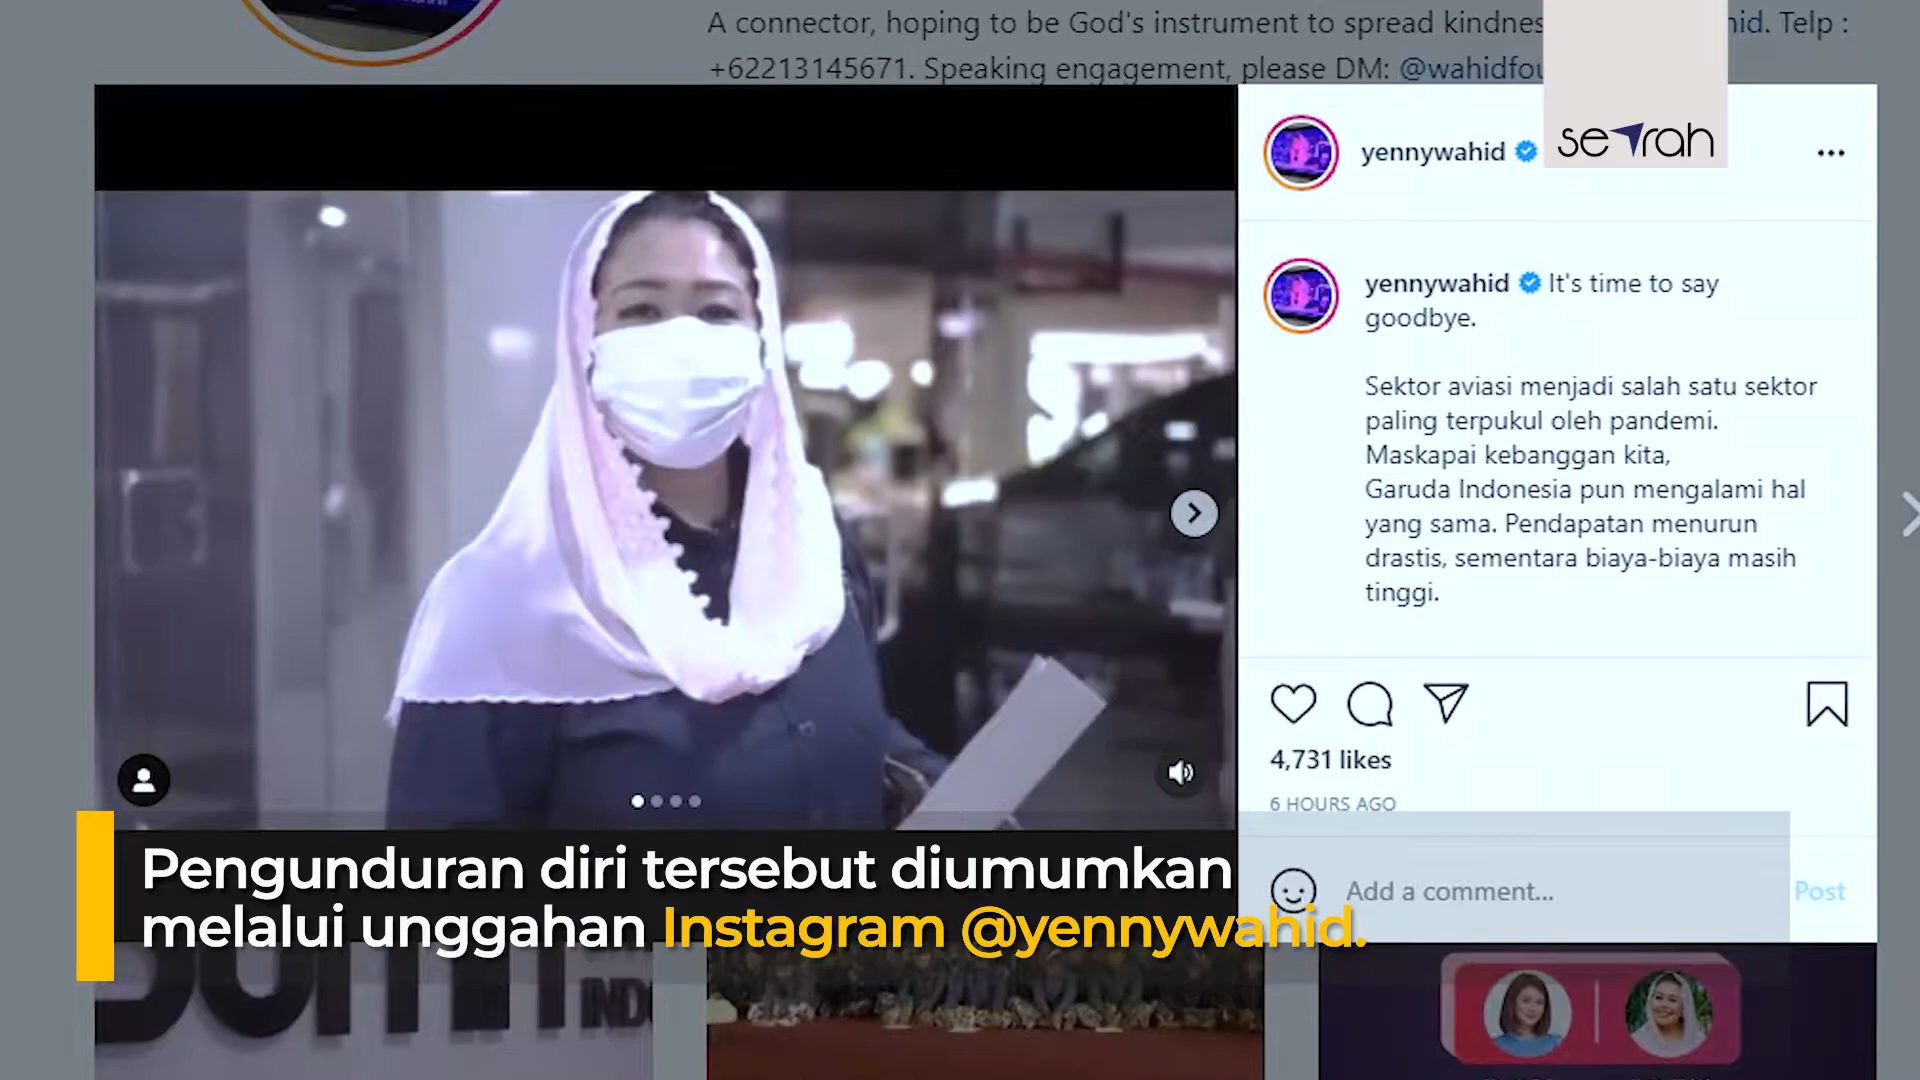 A connector, hoping to be God's instrument to spread kindnes
hid. Telp :
+62213145671. Speaking engagement, please DM: @wahidfou
setrah
yennywahid
yennywahid It's time to say
goodbye.
Sektor aviasi menjadi salah satu sektor
paling terpukul oleh pandemi.
Maskapai kebanggan kita,
Garuda Indonesia pun mengalami hal
yang sama. Pendapatan menurun
drastis, sementara biaya-biaya masih
tinggi.
4,731 likes
6 HOURS AGO
Add a comment...
Post
Pengunduran diri tersebut diumumkan
melalui unggahan Instagram @yennywahid.